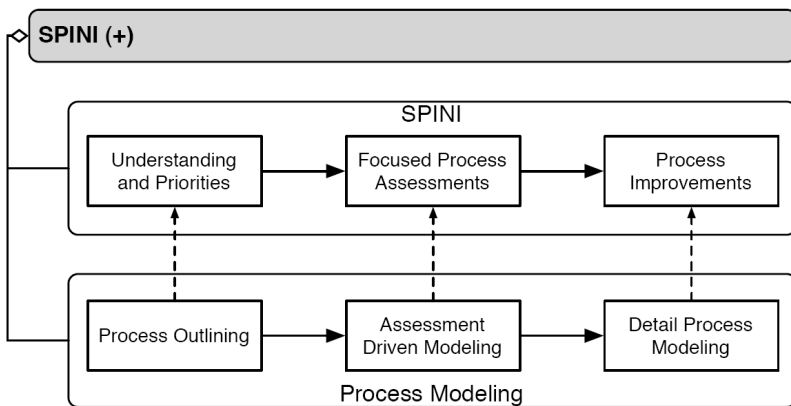 SPINI (+)
SPINI
Understanding
and Priorities
Focused Process
Assessments
Process
Improvements
Process Outlining
Assessment
Driven Modeling
Detail Process
Modeling
Process Modeling